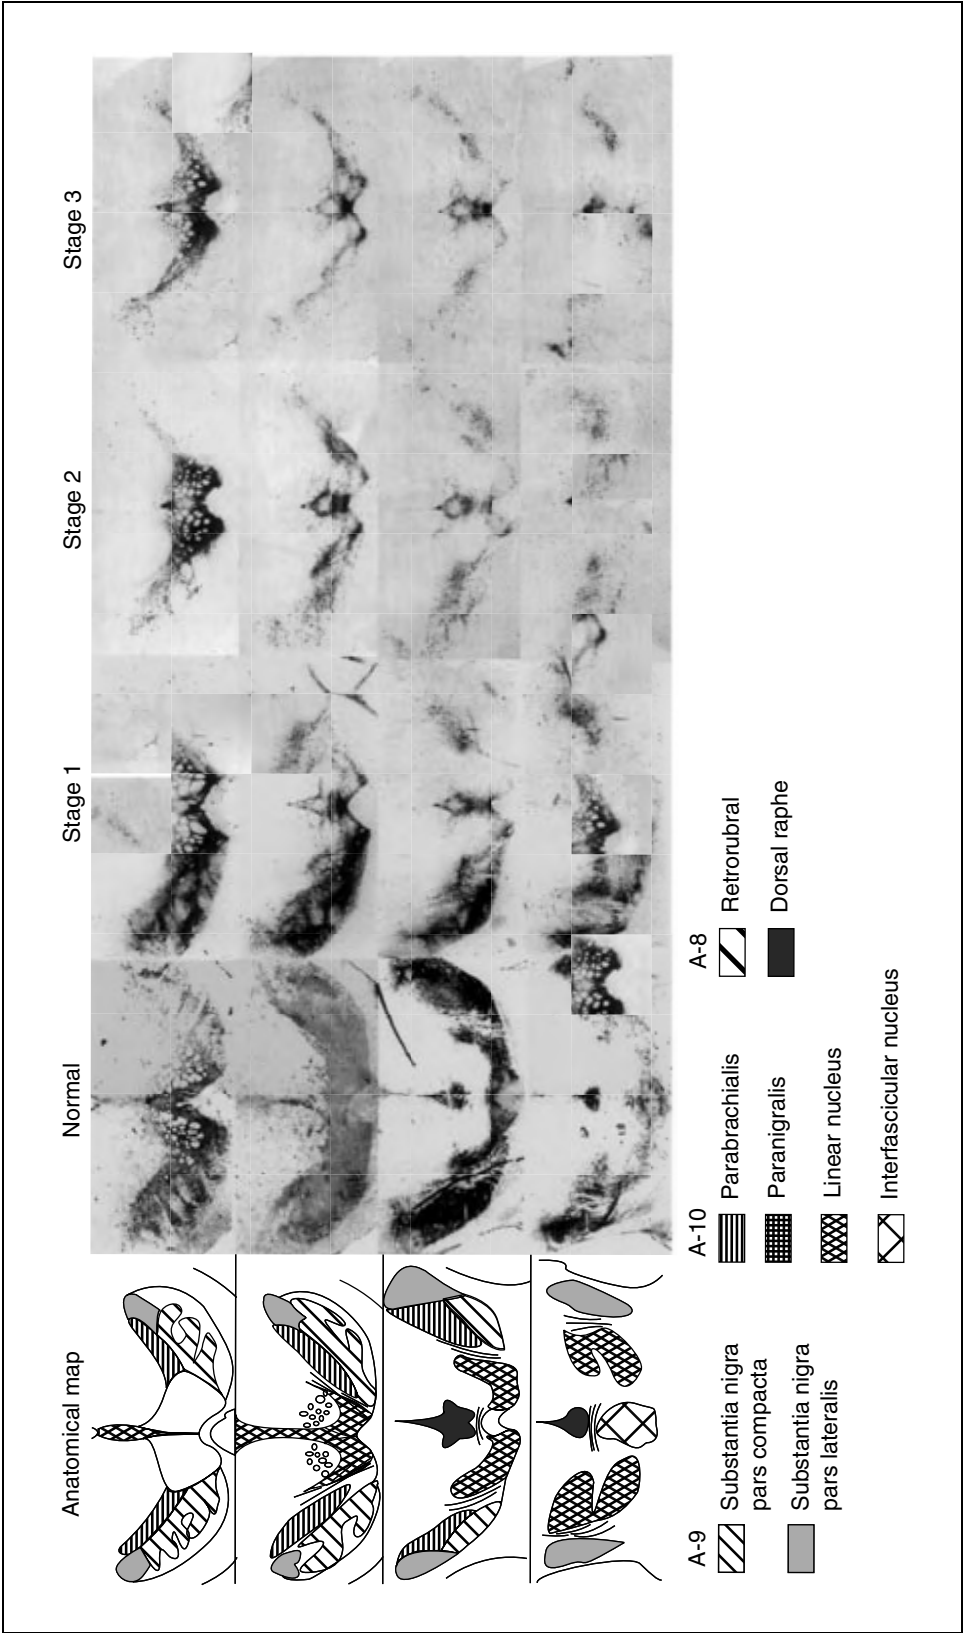 Anatomical map
Normal
Stage 1
Stage 2
Stage 3
A-9
Substantia nigra
pars compacta
Substantia nigra
pars lateralis
A-10
Parabrachialis
Paranigralis
Linear nucleus
Interfascicular nucleus
A-8
Retrorubral
Dorsal raphe